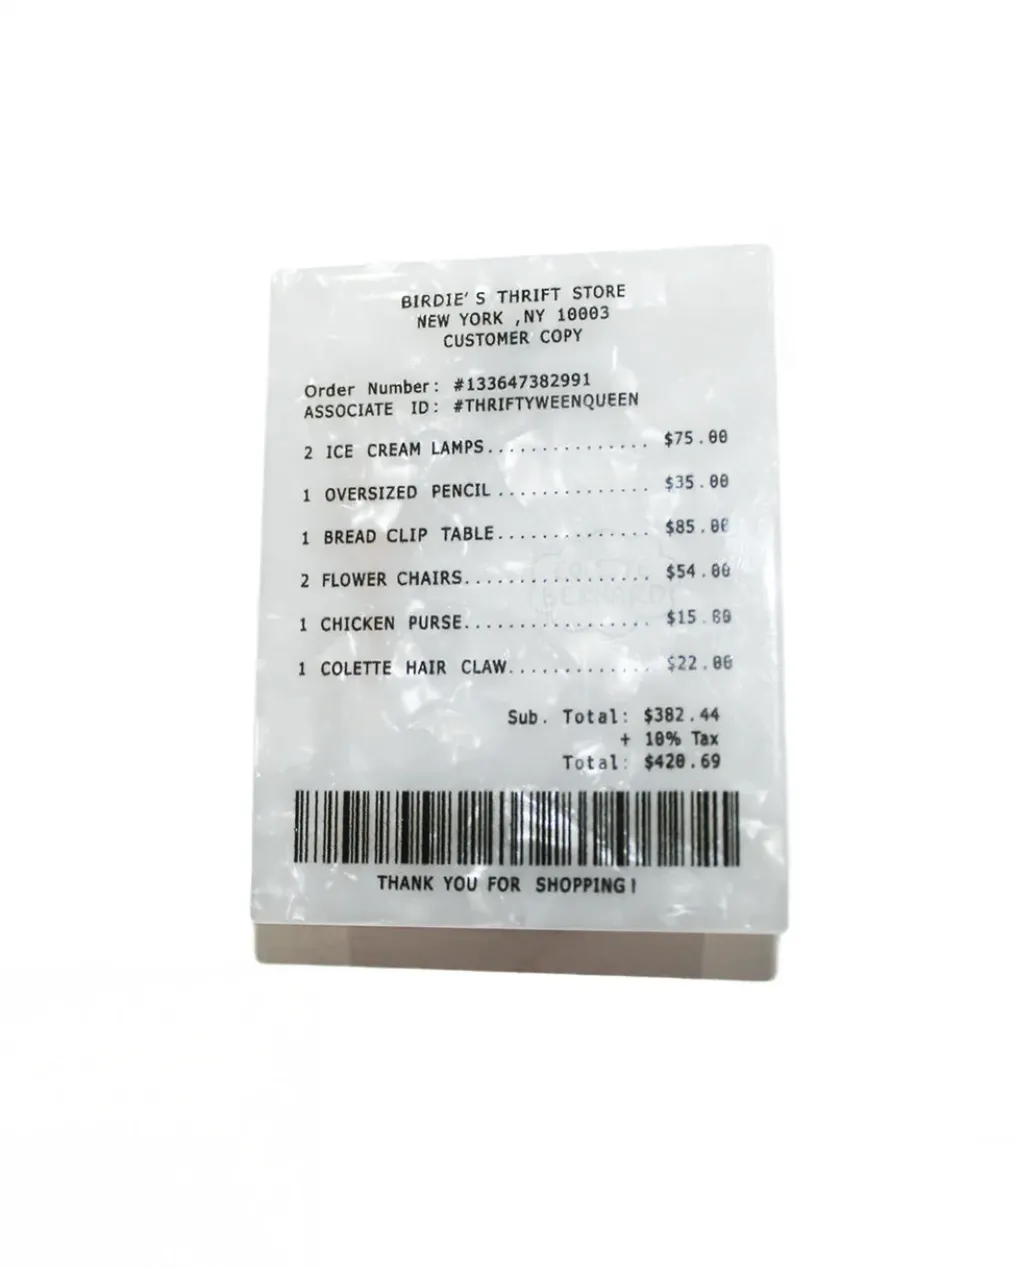 BIRDIE'S THRIFT STORE
NEW YORK ,NY 10003
CUSTOMER COPY
Order Number: #133647382991
ASSOCIATE ID: #THRIFTYWEENQUEEN
2 ICE CREAM LAMPS............... $75.00
1 OVERSIZED PENCIL.............. $35.00
1 BREAD CLIP TABLE.............. $85.00
2 FLOWER CHAIRS................. $54.00
1 CHICKEN PURSE................. $15.00
1 COLETTE HAIR CLAW............. $22.00
Sub. Total: $382.44
+ 10% Tax
Total: $420.69
THANK YOU FOR SHOPPING!